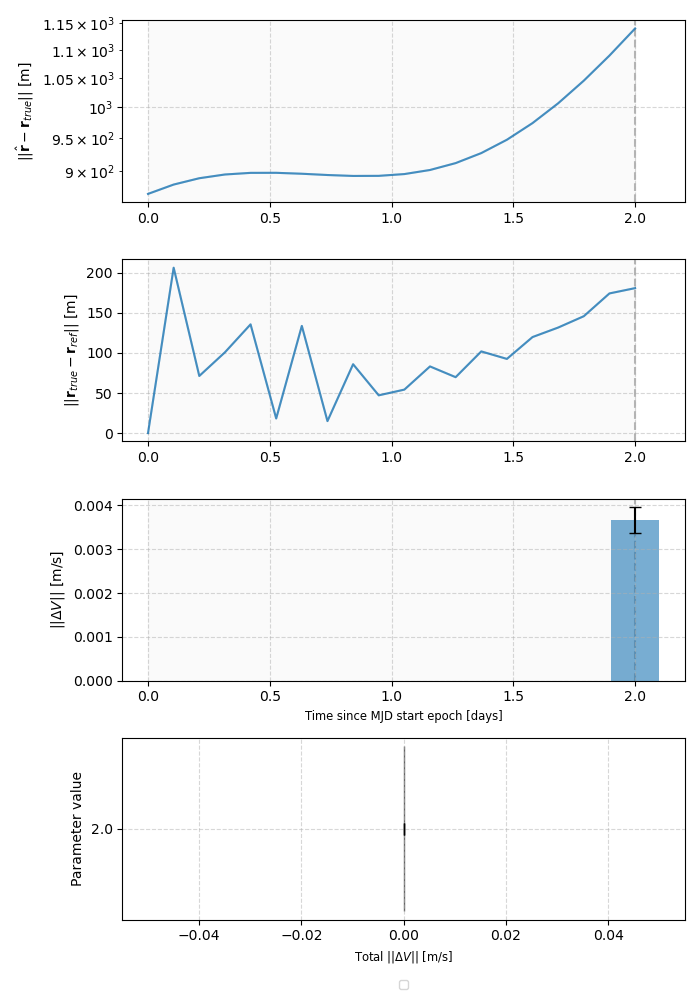 1.15 × 10³
1.1 × 10³
1.05 × 10³
10³
9.5 × 10²
9 × 10²
||r̂ − r_true|| [m]
0.0 0.5 1.0 1.5 2.0
200
150
100
50
0
||r_true − r_ref|| [m]
0.0 0.5 1.0 1.5 2.0
0.004
0.003
0.002
0.001
0.000
||ΔV|| [m/s]
0.0 0.5 1.0 1.5 2.0
Time since MJD start epoch [days]
Parameter value
2.0
−0.04 −0.02 0.00 0.02 0.04
Total ||ΔV|| [m/s]